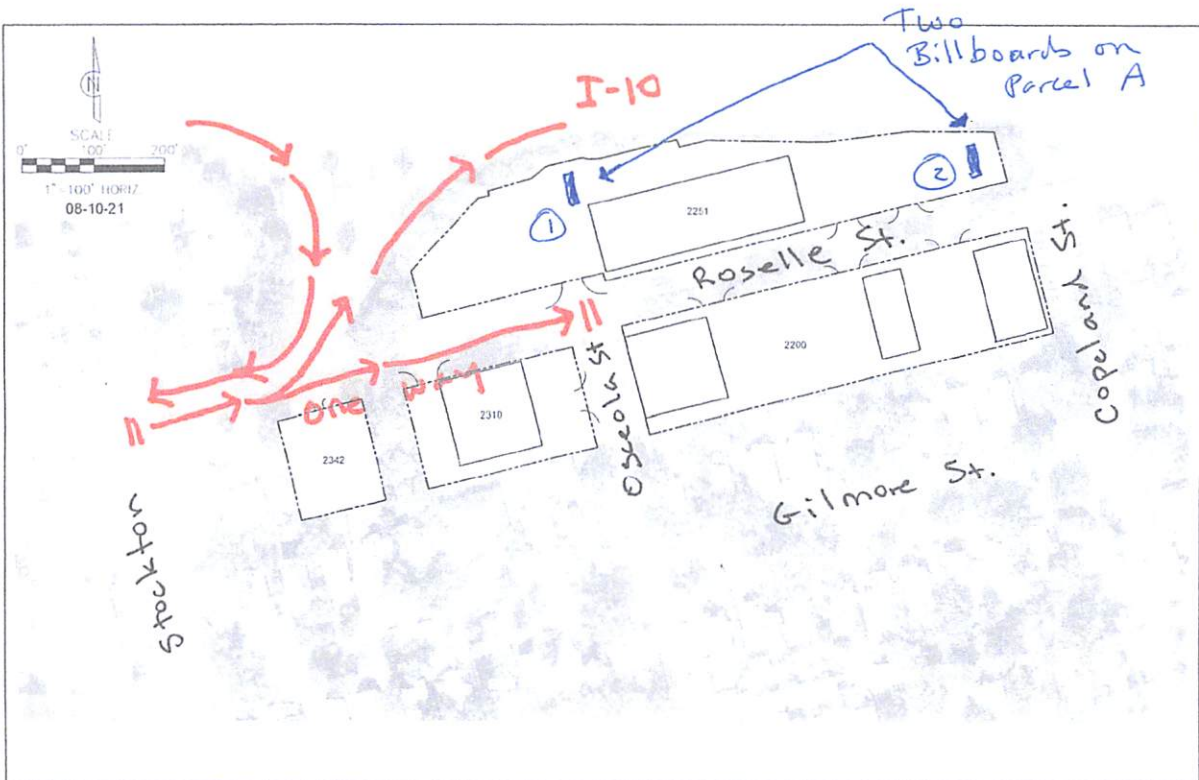 Two
Billboards on
Parcel A
I-10
N
SCALE
0' 100' 200'
1"=100' HORIZ.
08-10-21
1
2
2251
Roselle St.
Copeland St.
2200
one way
2310
2342
Osceola St
Gilmore St.
Stockton